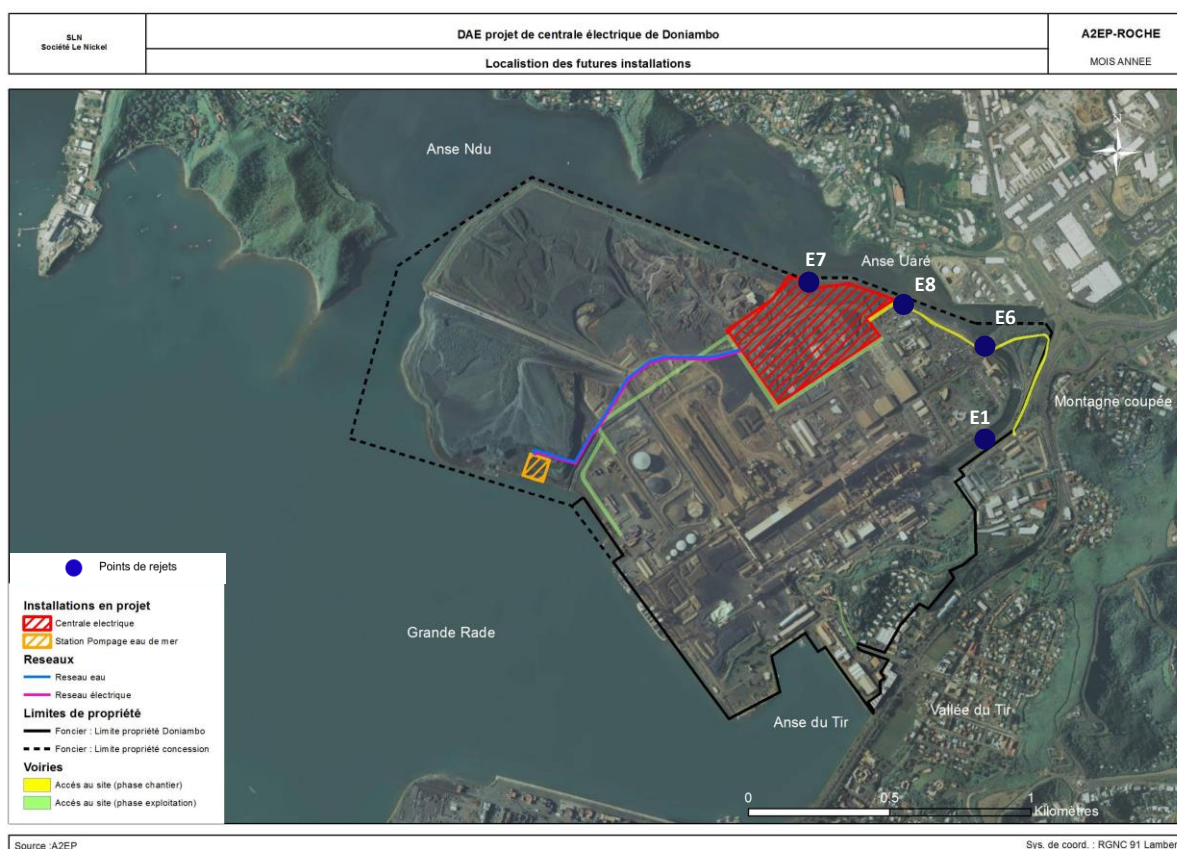 SLN
Société Le Nickel
DAE projet de centrale électrique de Doniambo
Localistion des futures installations
A2EP-ROCHE
MOIS ANNEE
Anse Ndu
N
Anse Uaré
E7
E8
E6
E1
Montagne coupée
Grande Rade
Anse du Tir
Vallée du Tir
Points de rejets
Installations en projet
Centrale electrique
Station Pompage eau de mer
Reseaux
Reseau eau
Reseau électrique
Limites de propriété
Foncier : Limite propriété Doniambo
Foncier : Limite propriété concession
Voiries
Accés au site (phase chantier)
Accés au site (phase exploitation)
0 0,5 1
Kilomètres
Source :A2EP
Sys. de coord. : RGNC 91 Lamber